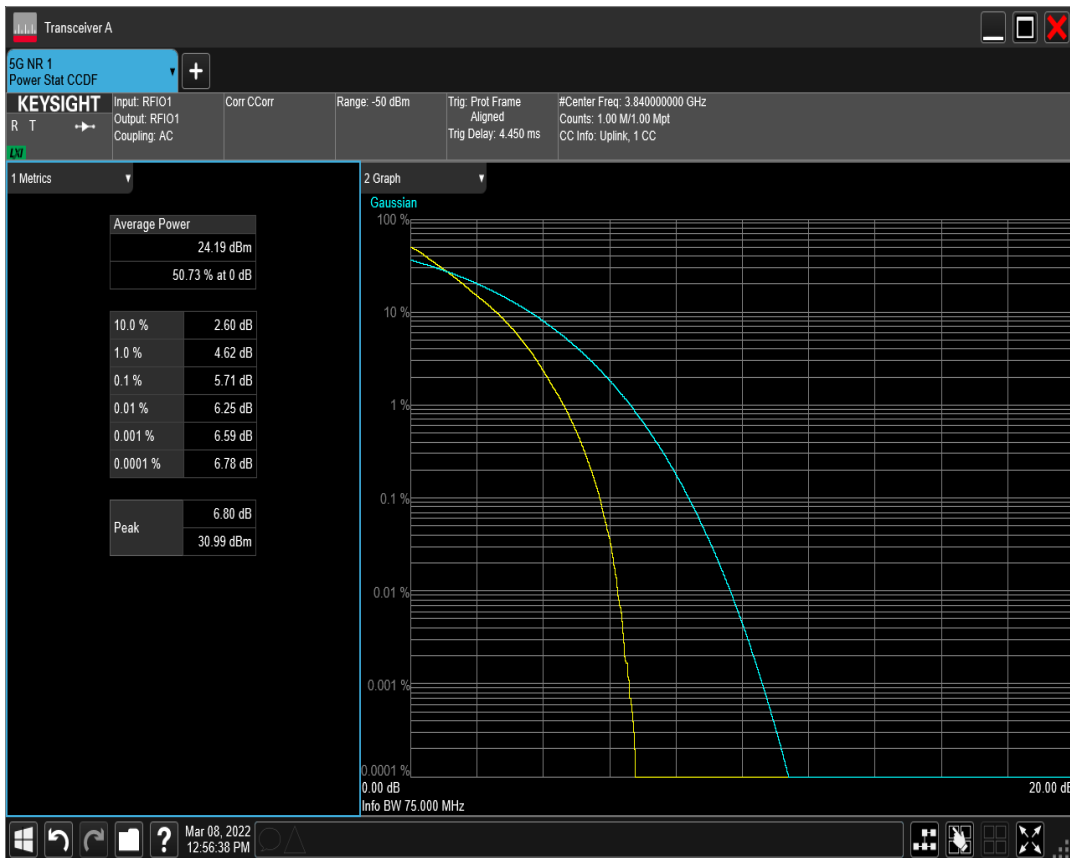 Transceiver A
5G NR 1
Power Stat CCDF
KEYSIGHT
R T
LXI
Input: RFIO1
Output: RFIO1
Coupling: AC
Corr CCorr
Range: -50 dBm
Trig: Prot Frame
Aligned
Trig Delay: 4.450 ms
#Center Freq: 3.840000000 GHz
Counts: 1.00 M/1.00 Mpt
CC Info: Uplink, 1 CC
1 Metrics
Average Power
24.19 dBm
50.73 % at 0 dB
10.0 % 2.60 dB
1.0 % 4.62 dB
0.1 % 5.71 dB
0.01 % 6.25 dB
0.001 % 6.59 dB
0.0001 % 6.78 dB
Peak
6.80 dB
30.99 dBm
2 Graph
Gaussian
100 %
10 %
1 %
0.1 %
0.01 %
0.001 %
0.0001 %
0.00 dB 20.00 dB
Info BW 75.000 MHz
Mar 08, 2022
12:56:38 PM